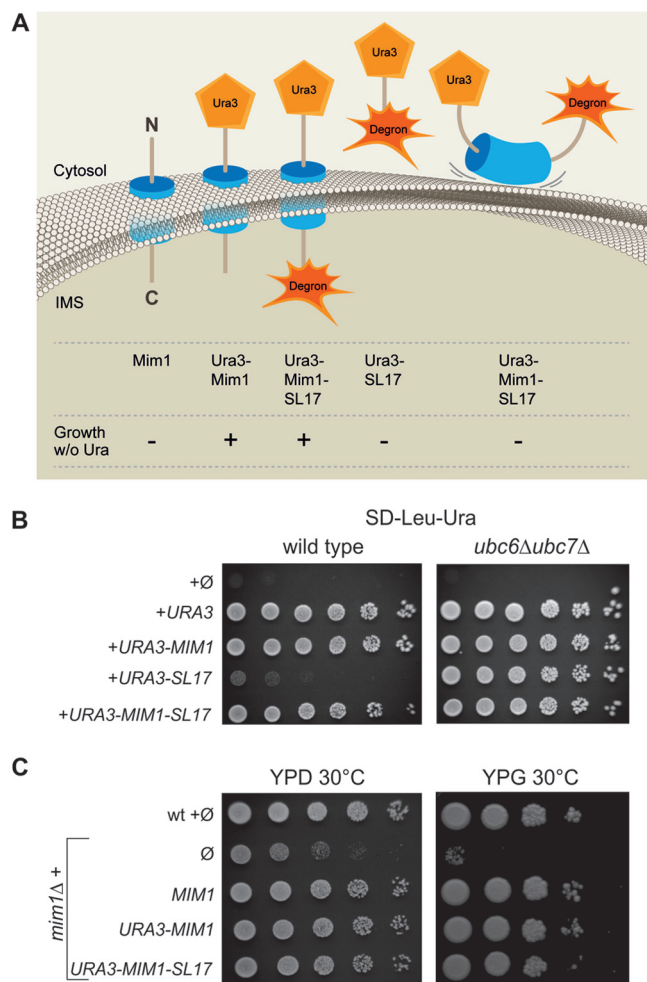 A
Ura3
Ura3
Ura3
Ura3
Degron
Degron
N
Cytosol
C
IMS
Degron
Mim1
Ura3-
Mim1
Ura3-
Mim1-
SL17
Ura3-
SL17
Ura3-
Mim1-
SL17
Growth
w/o Ura
- + + - -
B
SD-Leu-Ura
wild type
ubc6Δubc7Δ
+Ø
+URA3
+URA3-MIM1
+URA3-SL17
+URA3-MIM1-SL17
C
YPD 30°C
YPG 30°C
wt +Ø
mim1Δ +
Ø
MIM1
URA3-MIM1
URA3-MIM1-SL17